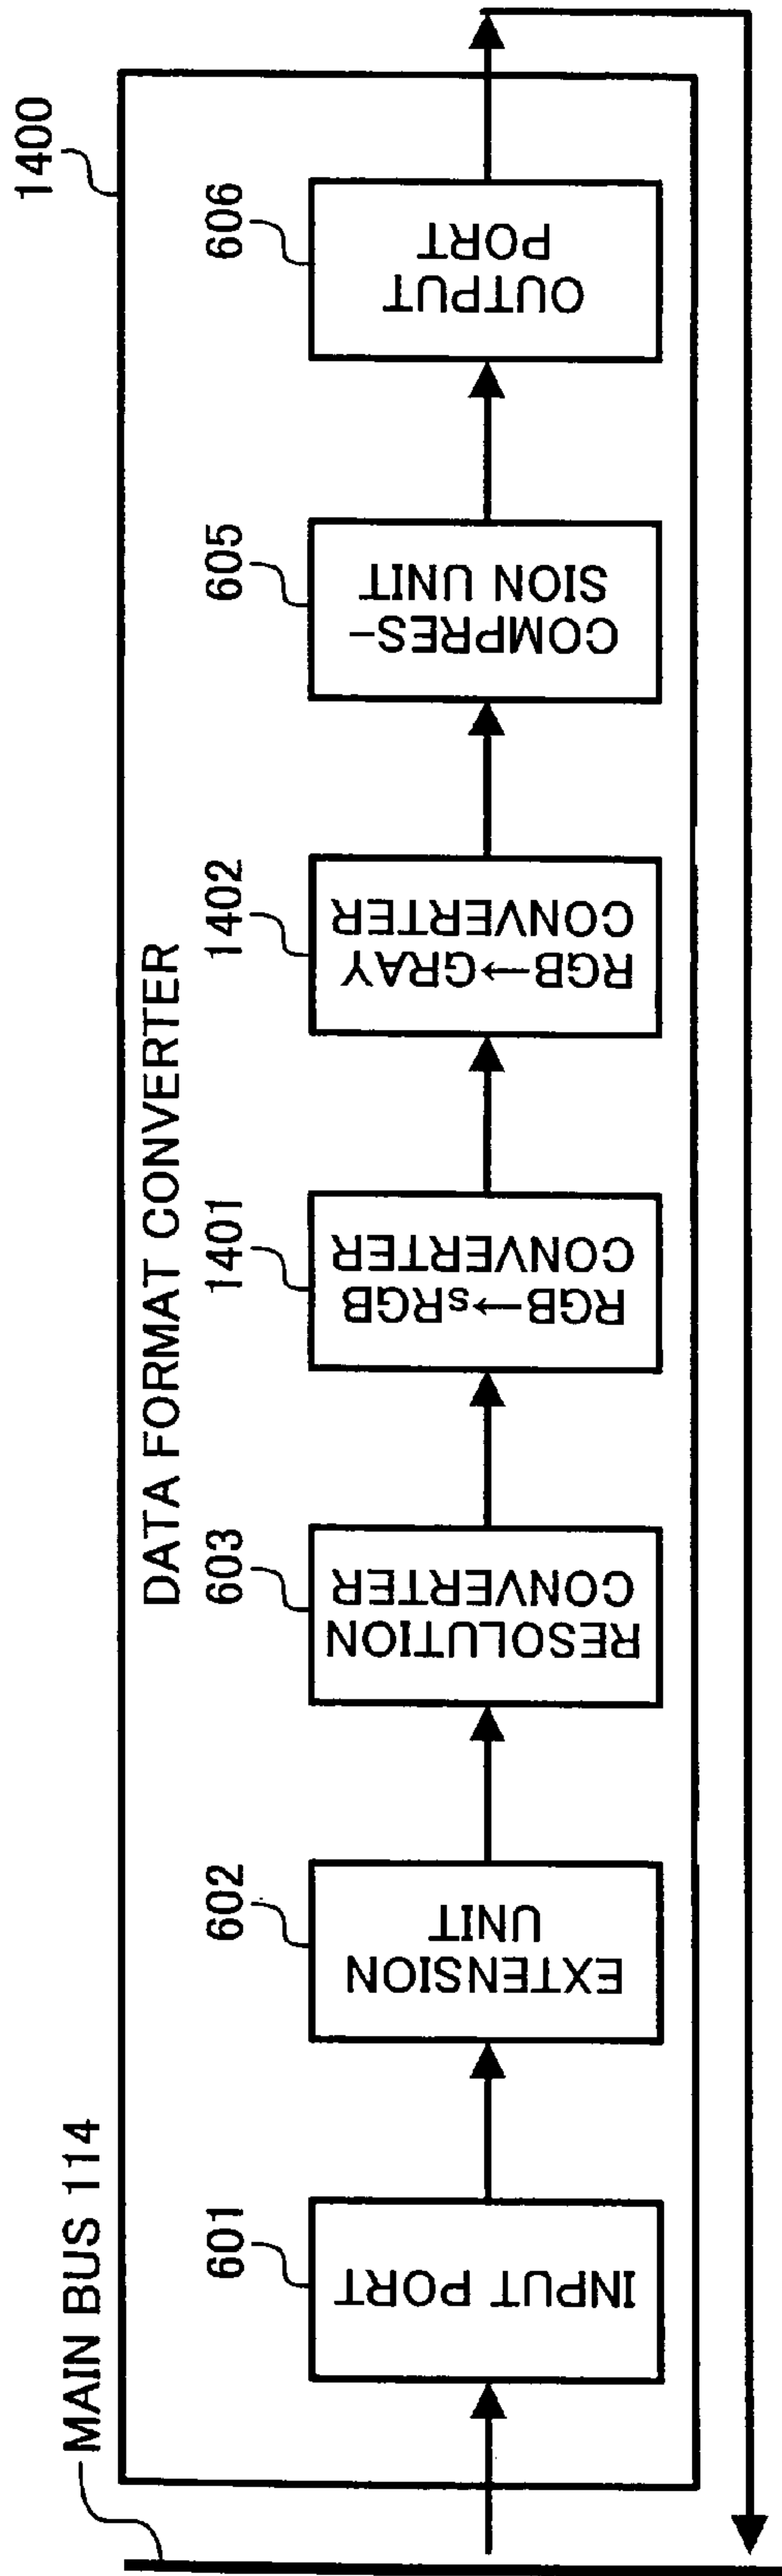 MAIN BUS 114
DATA FORMAT CONVERTER
1400
601
INPUT PORT
602
EXTENSION
UNIT
603
RESOLUTION
CONVERTER
1401
RGB→sRGB
CONVERTER
1402
RGB→GRAY
CONVERTER
605
COMPRES-
SION UNIT
606
OUTPUT
PORT